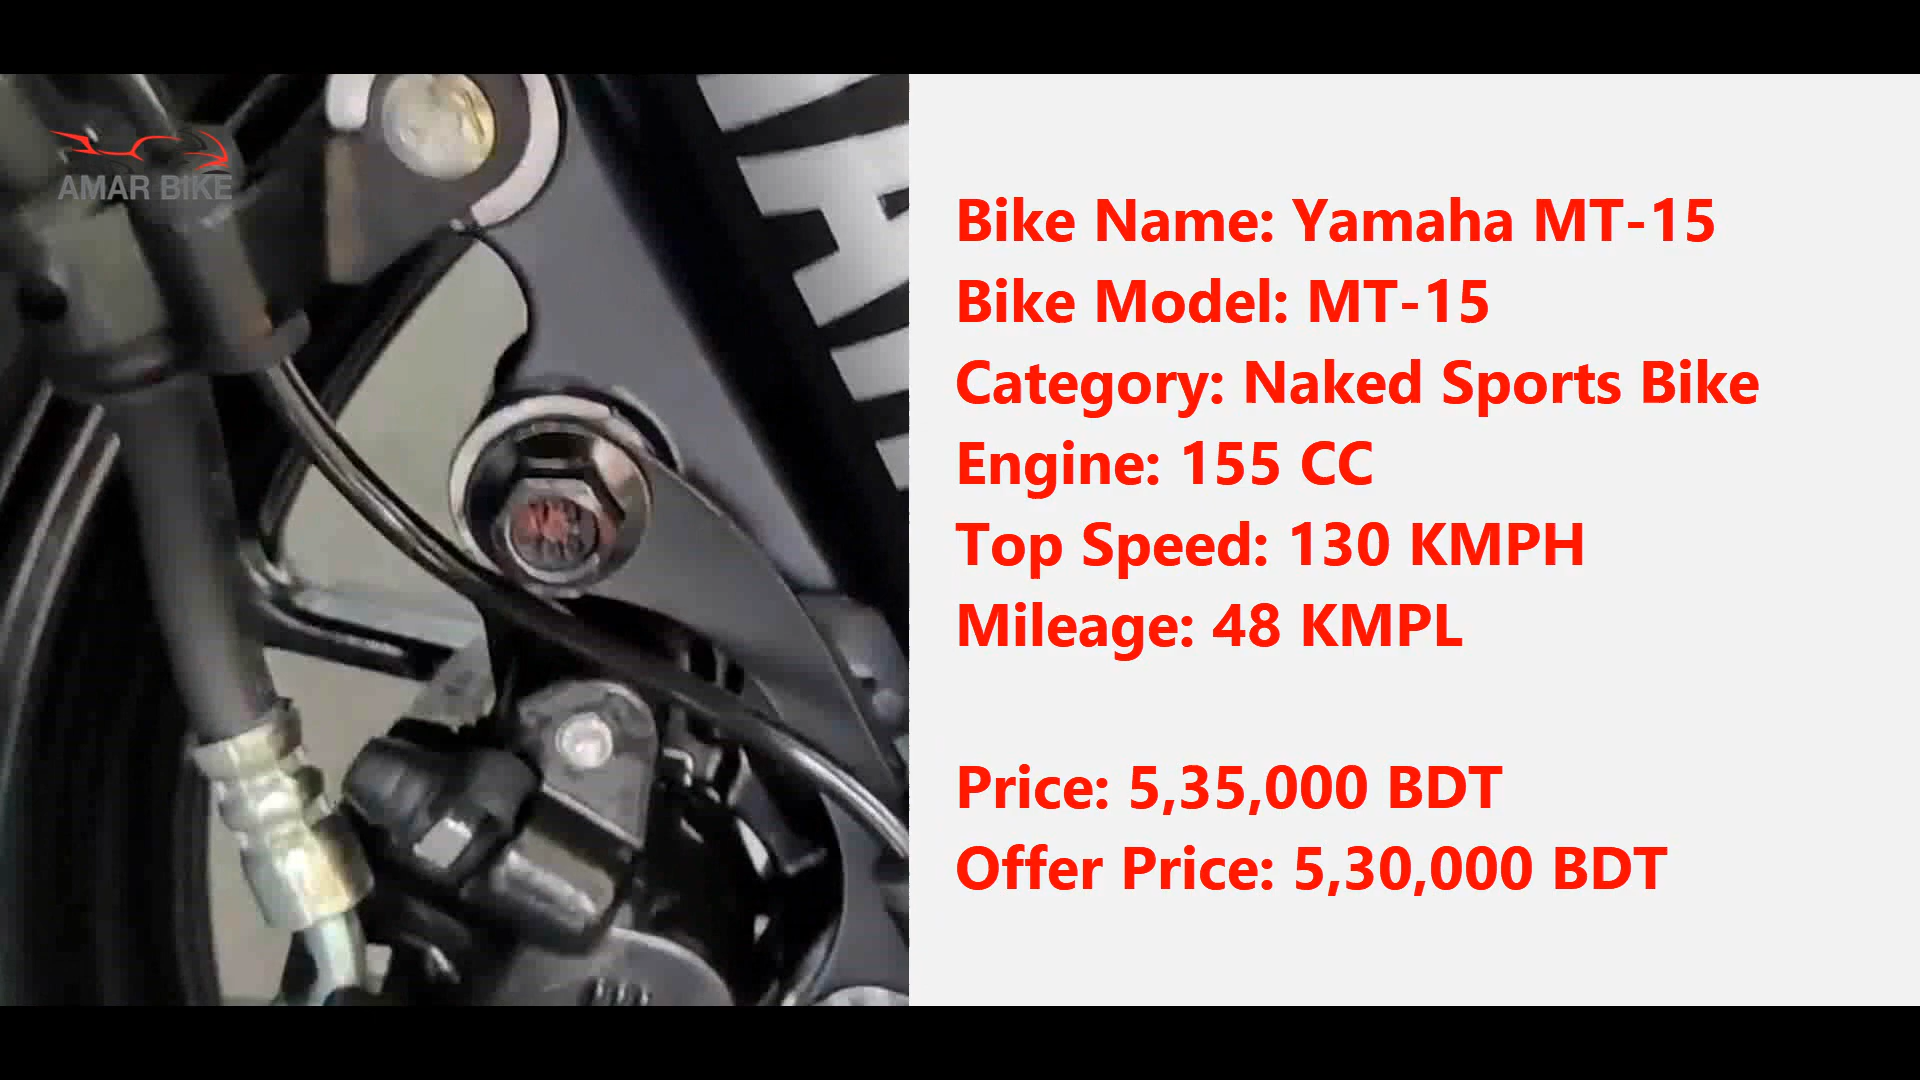 AMAR BIKE
Bike Name: Yamaha MT-15
Bike Model: MT-15
Category: Naked Sports Bike
Engine: 155 CC
Top Speed: 130 KMPH
Mileage: 48 KMPL
Price: 5,35,000 BDT
Offer Price: 5,30,000 BDT